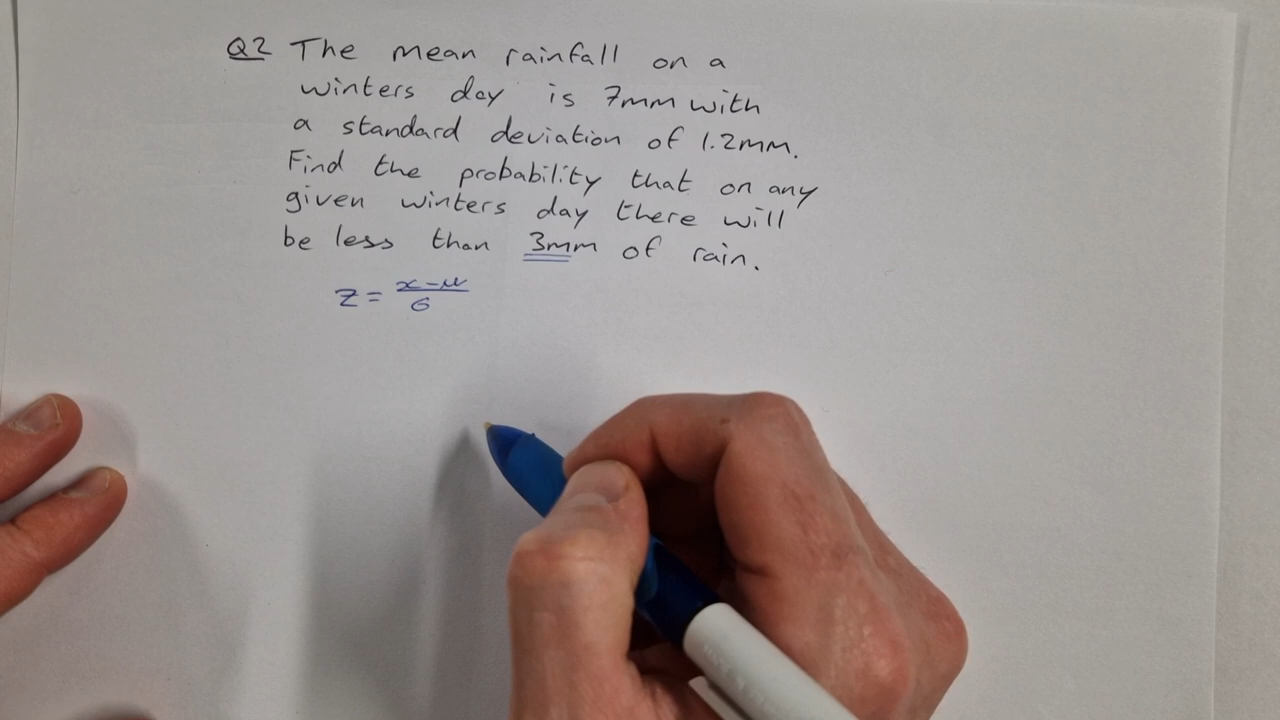 Q2 The mean rainfall on a
winters day is 7mm with
a standard deviation of 1.2mm.
Find the probability that on any
given winters day there will
be less than 3mm of rain.
z = (x-μ)/σ